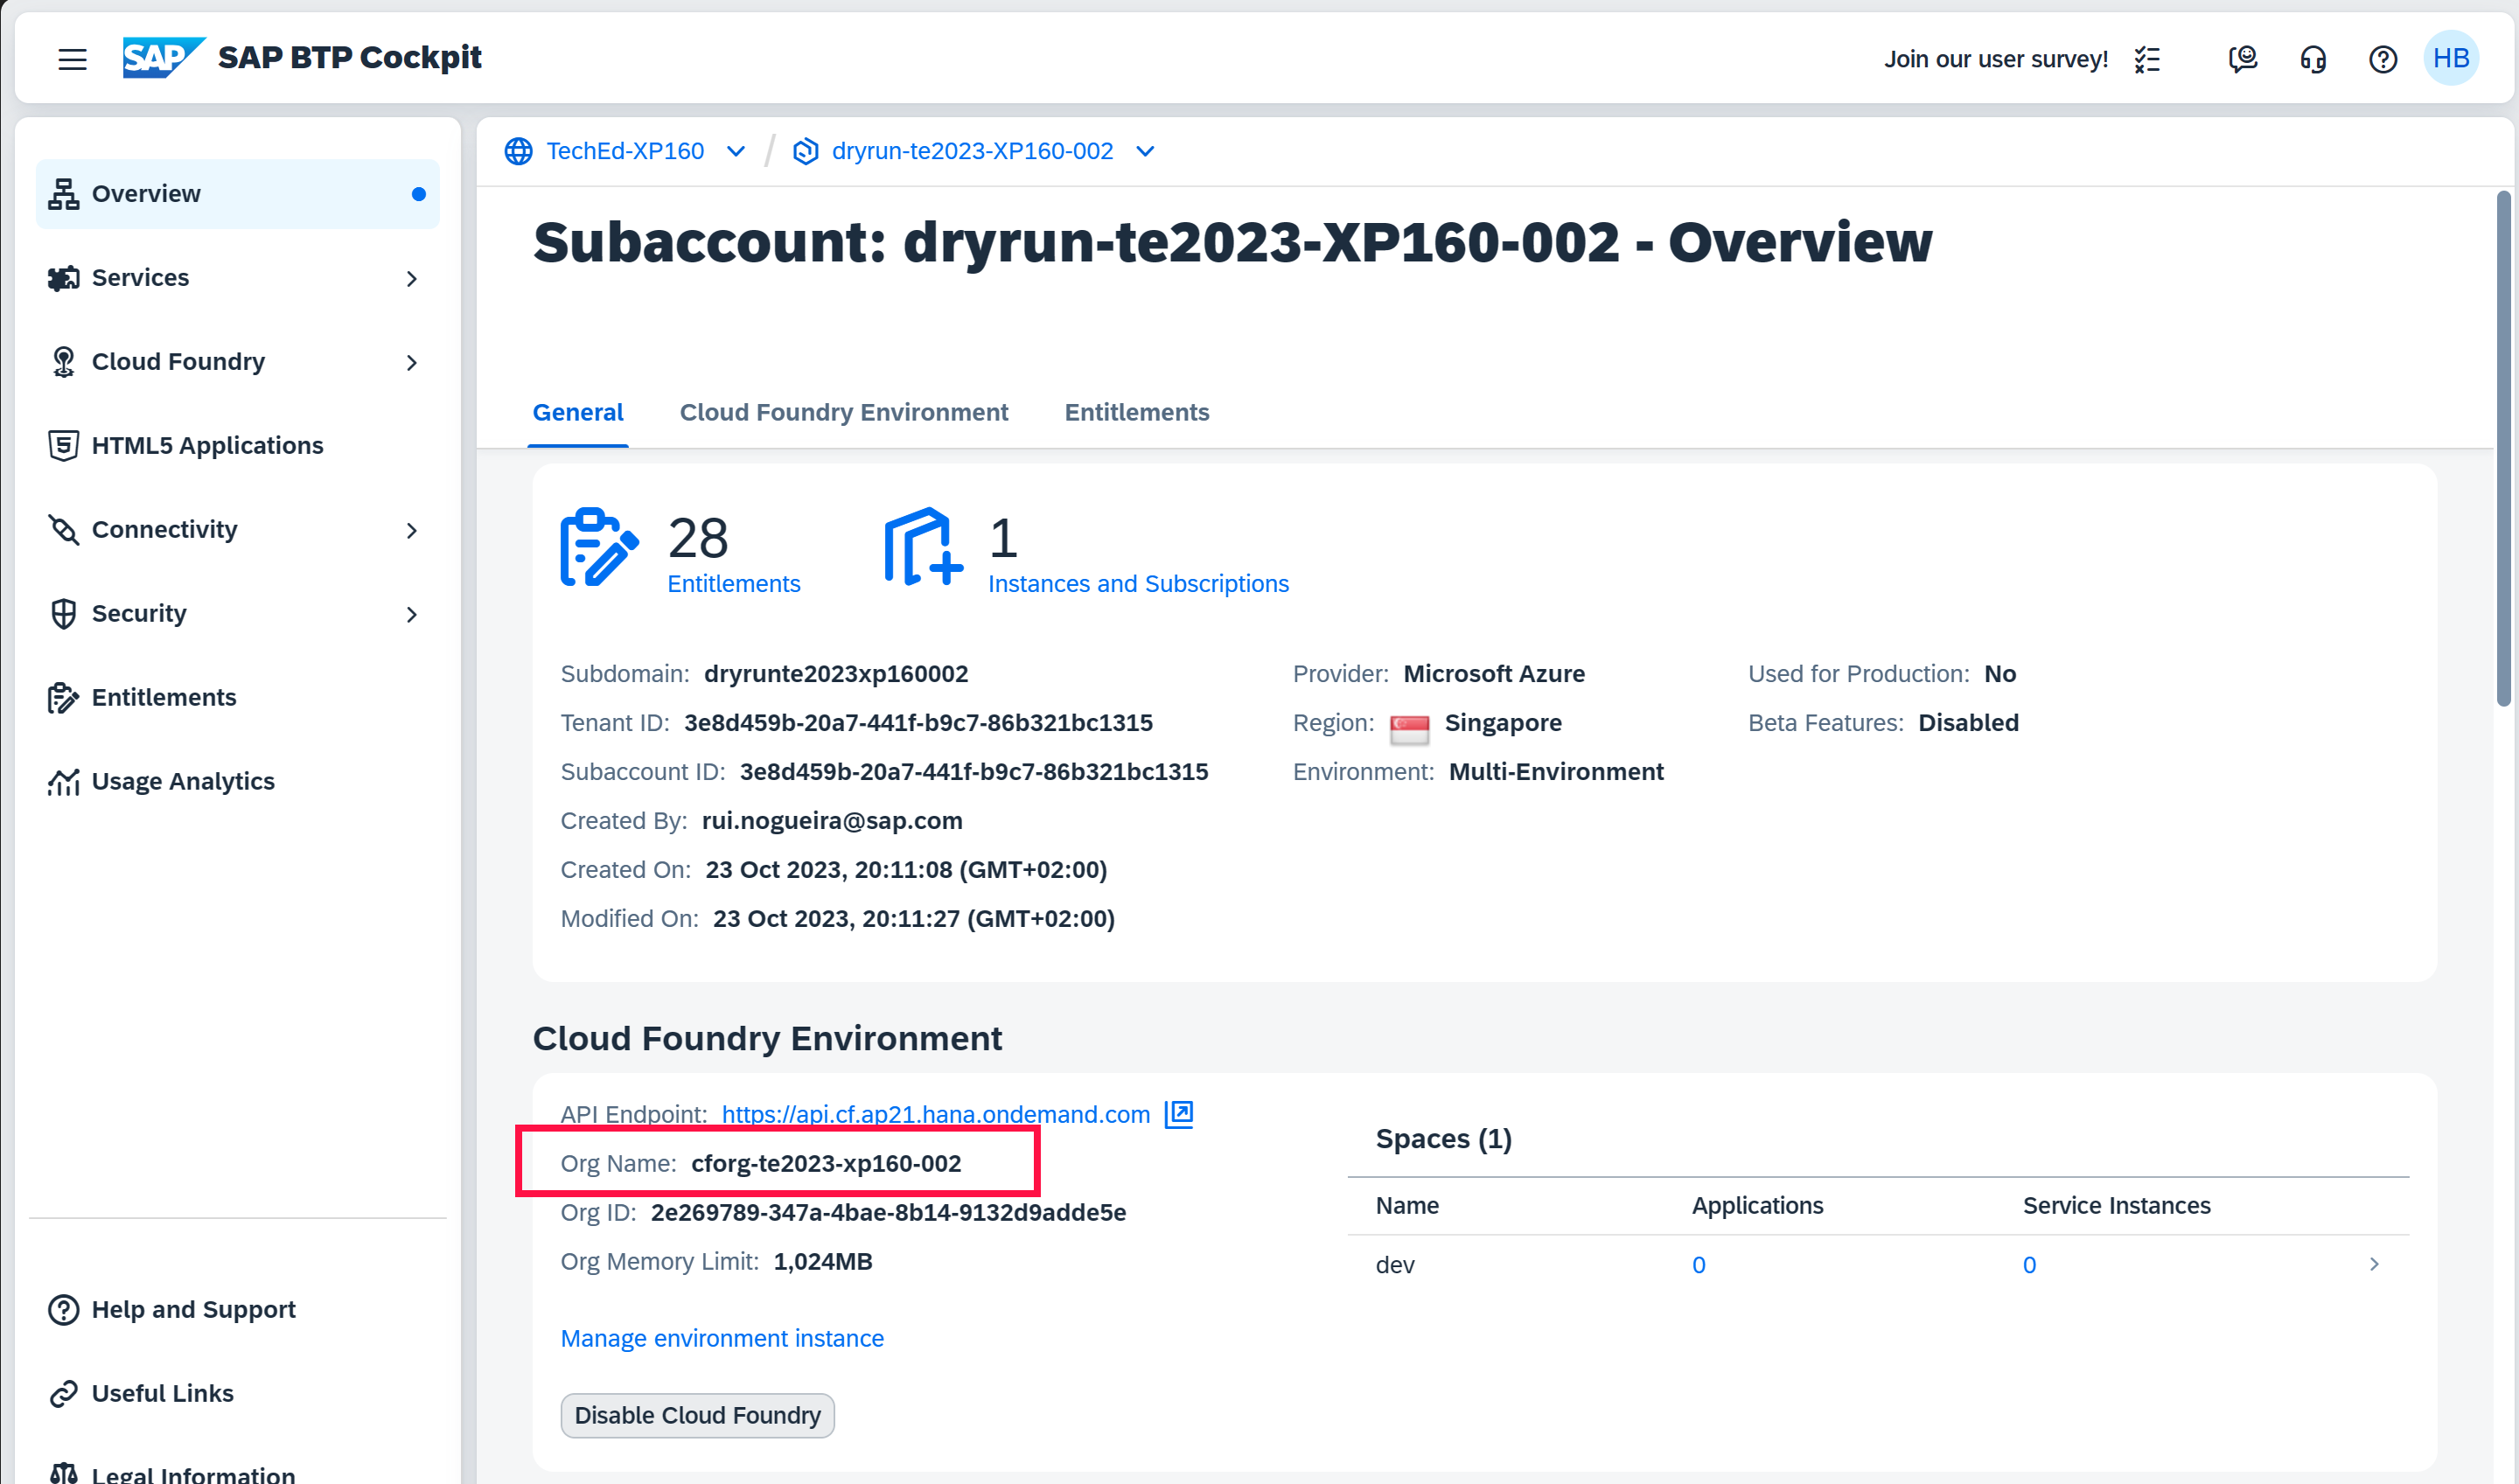 SAP SAP BTP Cockpit
Join our user survey!
HB
Overview
Services
Cloud Foundry
HTML5 Applications
Connectivity
Security
Entitlements
Usage Analytics
Help and Support
Useful Links
Legal Information
TechEd-XP160 / dryrun-te2023-XP160-002
Subaccount: dryrun-te2023-XP160-002 - Overview
General Cloud Foundry Environment Entitlements
28
Entitlements
1
Instances and Subscriptions
Subdomain: dryrunte2023xp160002
Tenant ID: 3e8d459b-20a7-441f-b9c7-86b321bc1315
Subaccount ID: 3e8d459b-20a7-441f-b9c7-86b321bc1315
Created By: rui.nogueira@sap.com
Created On: 23 Oct 2023, 20:11:08 (GMT+02:00)
Modified On: 23 Oct 2023, 20:11:27 (GMT+02:00)
Provider: Microsoft Azure
Region: Singapore
Environment: Multi-Environment
Used for Production: No
Beta Features: Disabled
Cloud Foundry Environment
API Endpoint: https://api.cf.ap21.hana.ondemand.com
Org Name: cforg-te2023-xp160-002
Org ID: 2e269789-347a-4bae-8b14-9132d9adde5e
Org Memory Limit: 1,024MB
Manage environment instance
Disable Cloud Foundry
Spaces (1)
Name Applications Service Instances
dev 0 0